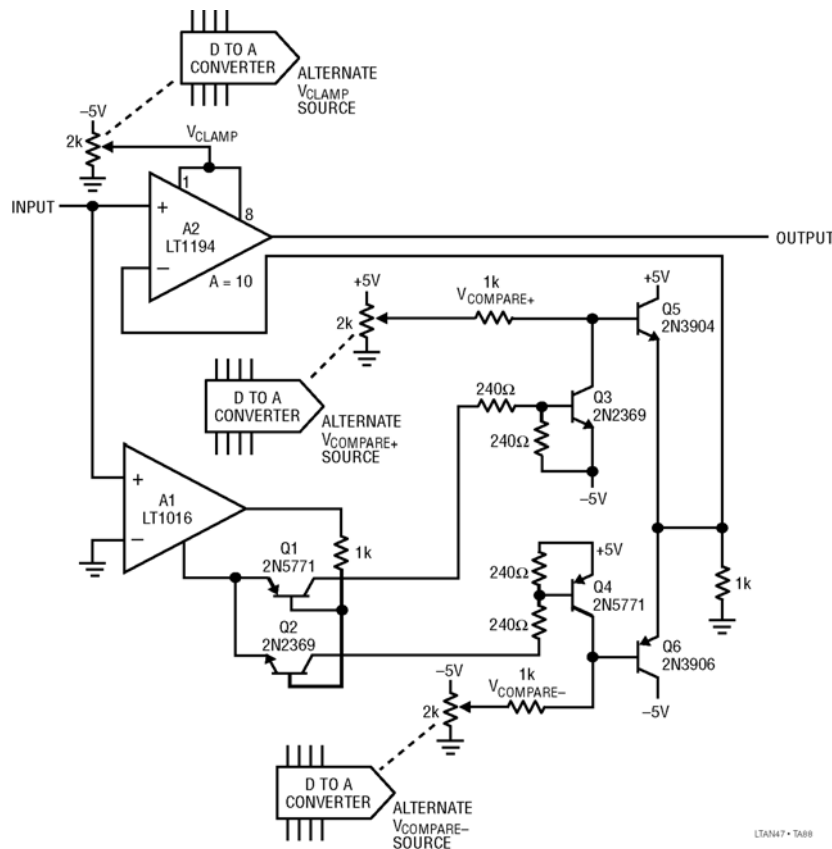 D TO A
CONVERTER
ALTERNATE
VCLAMP
SOURCE
–5V
2k
VCLAMP
1
8
INPUT
+
A2
LT1194
–
A = 10
OUTPUT
+5V
2k
1k
VCOMPARE+
+5V
Q5
2N3904
D TO A
CONVERTER
ALTERNATE
VCOMPARE+
SOURCE
240Ω
240Ω
Q3
2N2369
–5V
+
A1
LT1016
–
1k
Q1
2N5771
Q2
2N2369
+5V
240Ω
240Ω
Q4
2N5771
1k
Q6
2N3906
–5V
–5V
2k
1k
VCOMPARE–
D TO A
CONVERTER
ALTERNATE
VCOMPARE–
SOURCE
LTAN47 • TA88